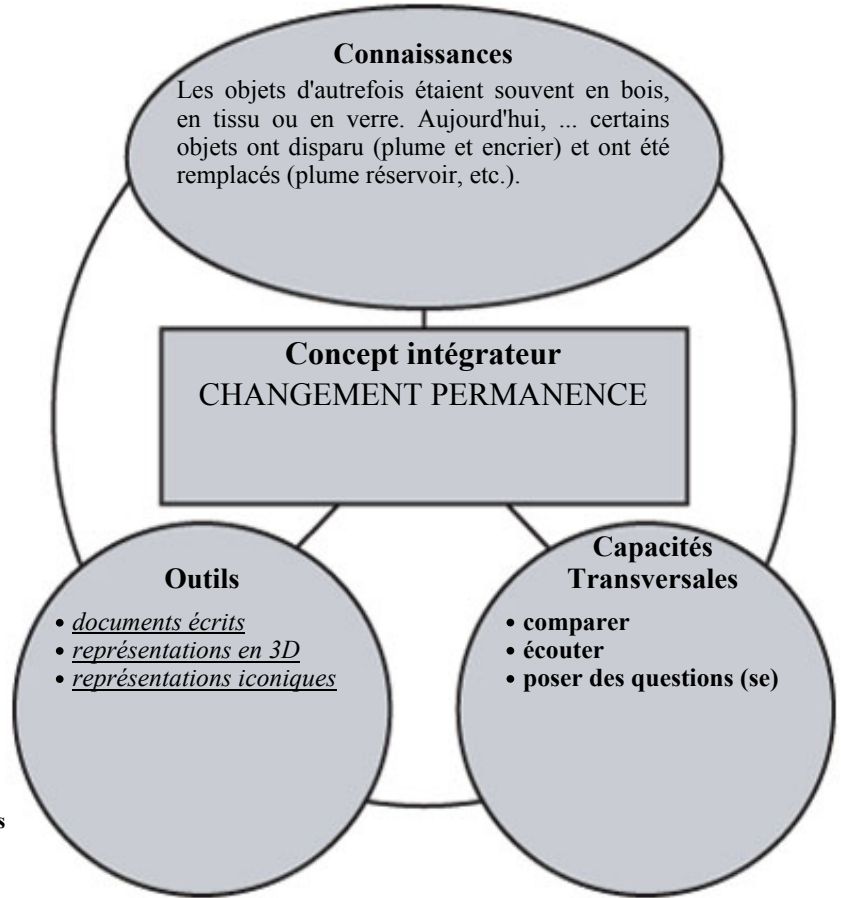 Connaissances
Les objets d'autrefois étaient souvent en bois,
en tissu ou en verre. Aujourd'hui, ... certains
objets ont disparu (plume et encrier) et ont été
remplacés (plume réservoir, etc.).
Concept intégrateur
CHANGEMENT PERMANENCE
Outils
• documents écrits
• représentations en 3D
• représentations iconiques
Capacités
Transversales
• comparer
• écouter
• poser des questions (se)
s